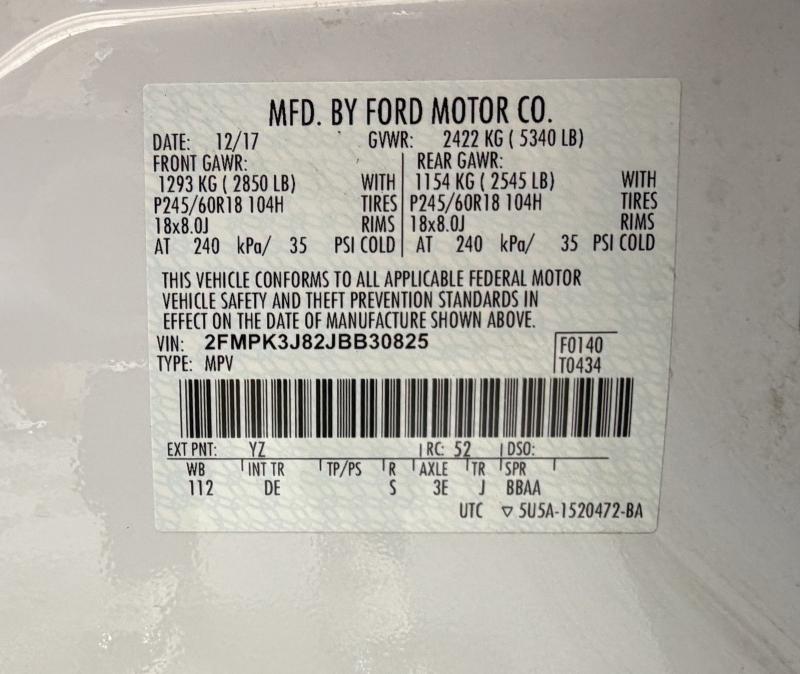 MFD. BY FORD MOTOR CO.
DATE: 12/17 GVWR: 2422 KG ( 5340 LB)
FRONT GAWR: REAR GAWR:
1293 KG ( 2850 LB) WITH 1154 KG ( 2545 LB) WITH
P245/60R18 104H TIRES P245/60R18 104H TIRES
18x8.0J RIMS 18x8.0J RIMS
AT 240 kPa/ 35 PSI COLD AT 240 kPa/ 35 PSI COLD
THIS VEHICLE CONFORMS TO ALL APPLICABLE FEDERAL MOTOR
VEHICLE SAFETY AND THEFT PREVENTION STANDARDS IN
EFFECT ON THE DATE OF MANUFACTURE SHOWN ABOVE.
VIN: 2FMPK3J82JBB30825 F0140
TYPE: MPV T0434
EXT PNT: YZ RC: 52 DSO:
WB INT TR TP/PS R AXLE TR SPR
112 DE S 3E J BBAA
UTC ▽ 5U5A-1520472-BA